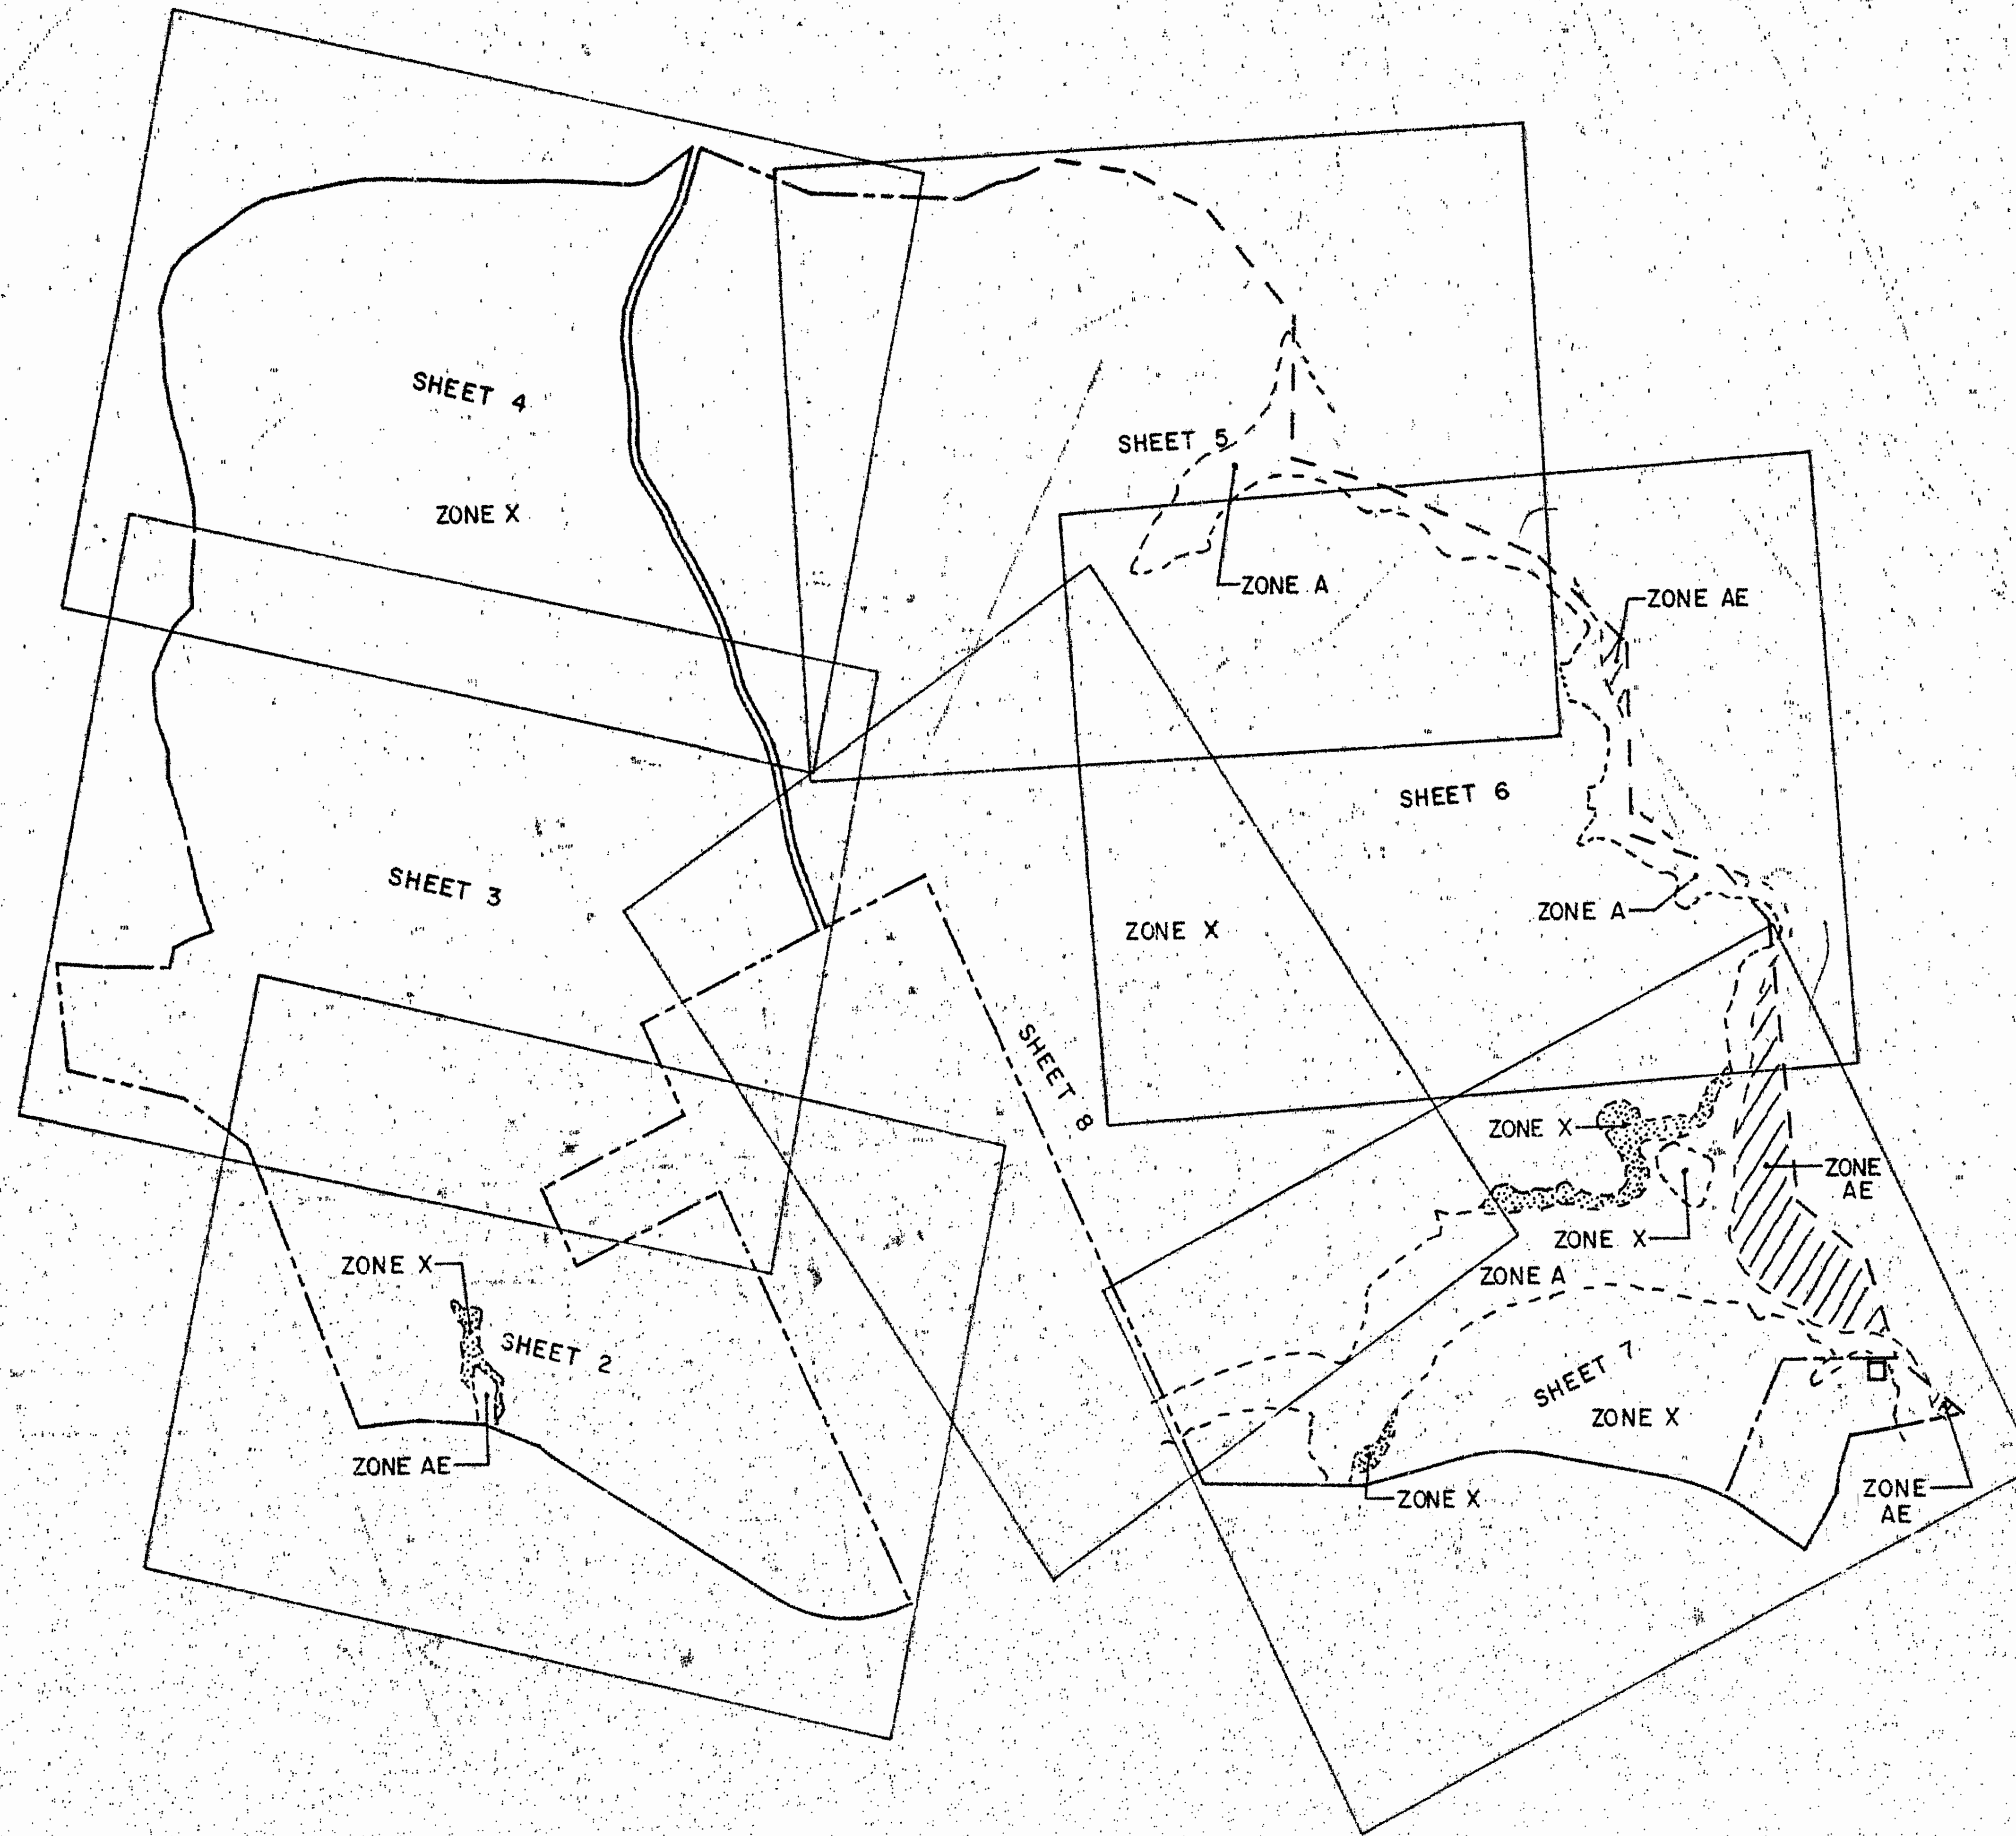 SHEET 4
ZONE X
SHEET 5
ZONE A
ZONE AE
SHEET 6
SHEET 3
ZONE A
ZONE X
SHEET 8
ZONE X
ZONE
AE
ZONE X
ZONE X
ZONE A
SHEET 2
SHEET 7
ZONE X
ZONE AE
ZONE X
ZONE
AE